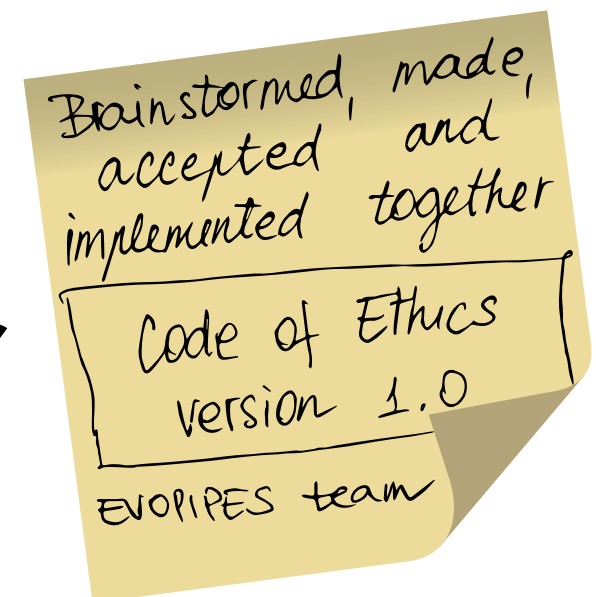 Brainstormed, made,
accepted and
implemented together
Code of Ethics
version 1.0
EVOPIPES team